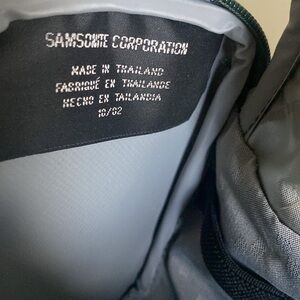 SAMSONITE CORPORATION
MADE IN THAILAND
FABRIQUÉ EN THAILANDE
HECHO EN TAILANDIA
10/02